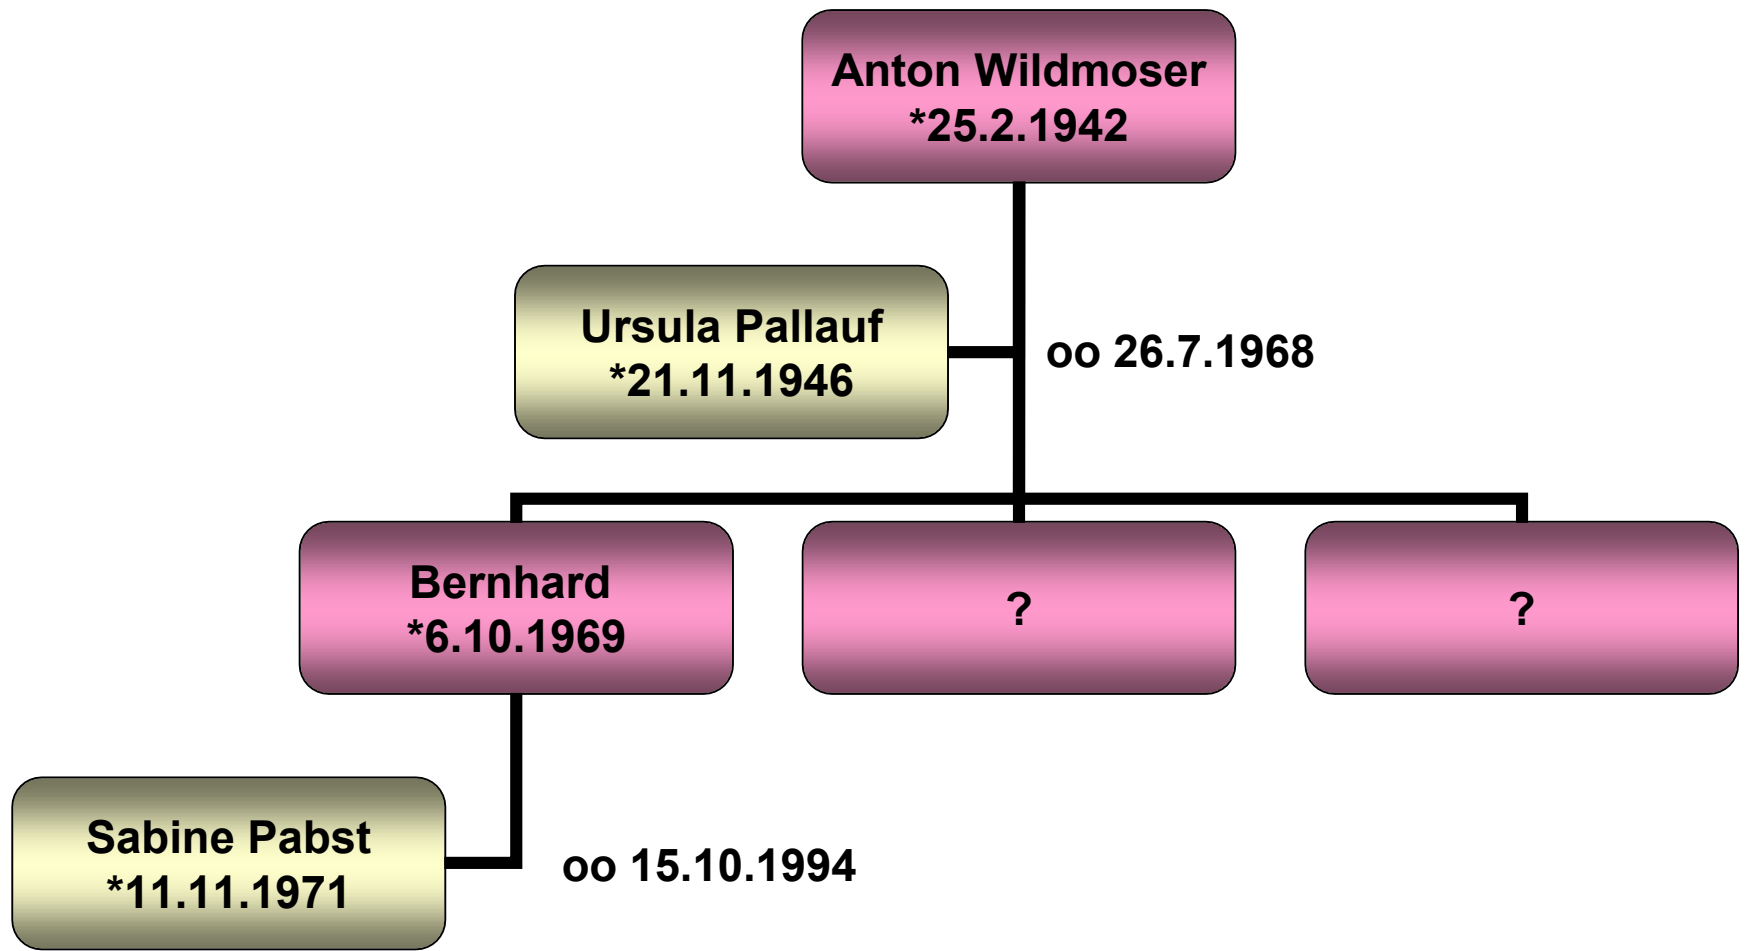 Anton Wildmoser
*25.2.1942
Ursula Pallauf
*21.11.1946
oo 26.7.1968
Bernhard
*6.10.1969
?
?
Sabine Pabst
*11.11.1971
oo 15.10.1994